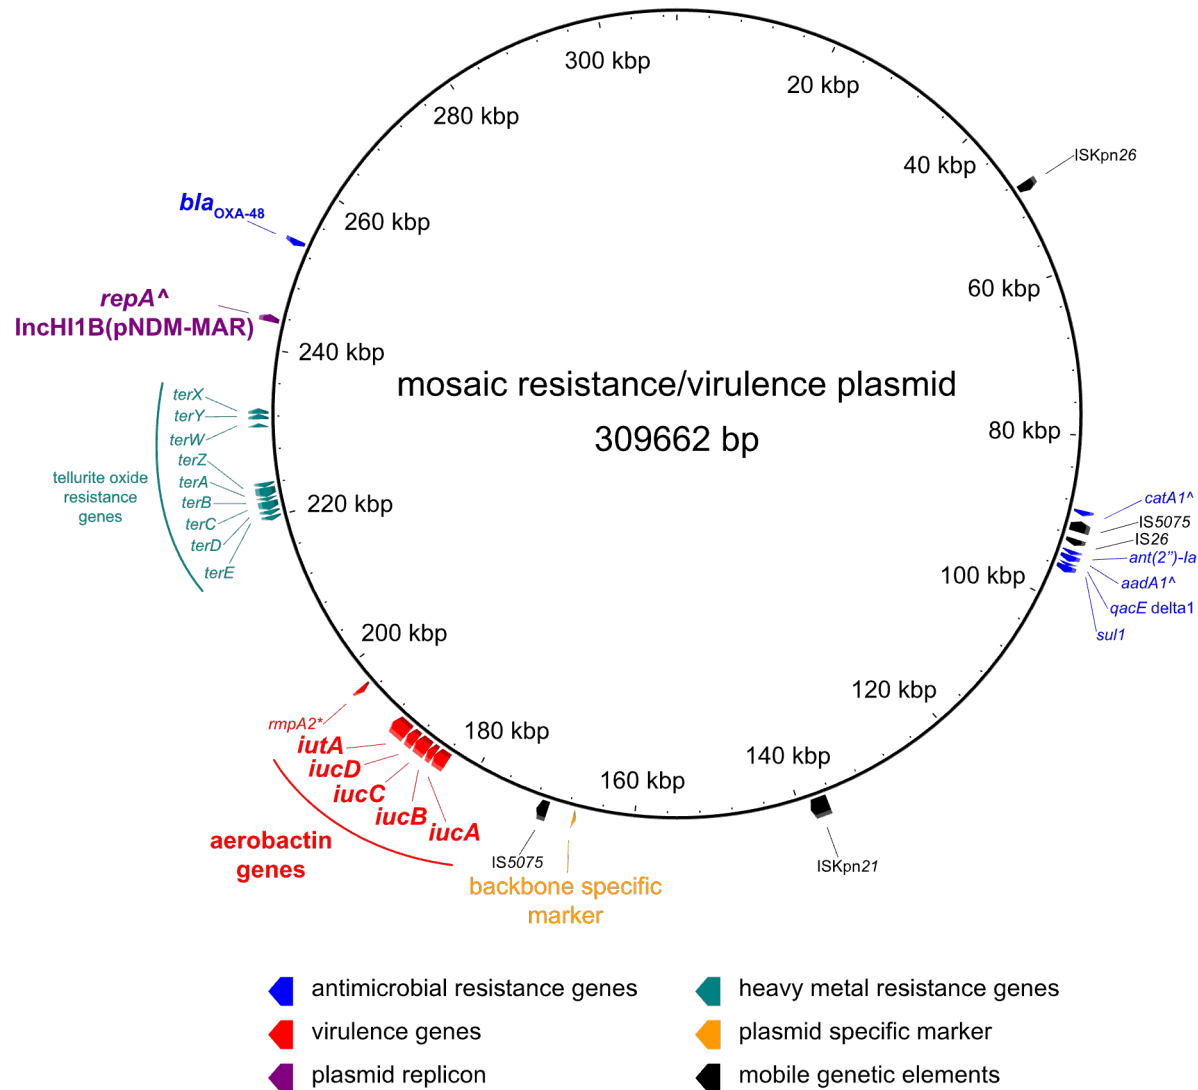 300 kbp
20 kbp
280 kbp
40 kbp
ISKpn26
blaOXA-48
260 kbp
60 kbp
repA^
IncHI1B(pNDM-MAR)
240 kbp
mosaic resistance/virulence plasmid
309662 bp
80 kbp
terX
terY
terW
terZ
terA
terB
terC
terD
terE
tellurite oxide
resistance
genes
220 kbp
catA1^
IS5075
IS26
ant(2")-Ia
aadA1^
qacE delta1
sul1
100 kbp
200 kbp
120 kbp
rmpA2*
iutA
iucD
iucC
iucB
iucA
180 kbp
140 kbp
160 kbp
aerobactin
genes
IS5075
ISKpn21
backbone specific
marker
antimicrobial resistance genes
heavy metal resistance genes
virulence genes
plasmid specific marker
plasmid replicon
mobile genetic elements